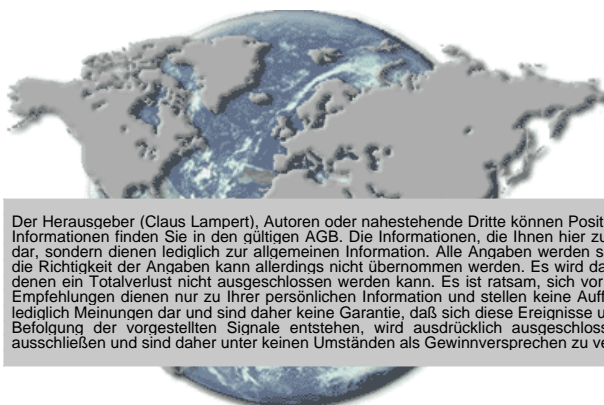 Der Herausgeber (Claus Lampert), Autoren oder nahestehende Dritte können Posit
Informationen finden Sie in den gültigen AGB. Die Informationen, die Ihnen hier zu
dar, sondern dienen lediglich zur allgemeinen Information. Alle Angaben werden s
die Richtigkeit der Angaben kann allerdings nicht übernommen werden. Es wird da
denen ein Totalverlust nicht ausgeschlossen werden kann. Es ist ratsam, sich vor
Empfehlungen dienen nur zu Ihrer persönlichen Information und stellen keine Auff
lediglich Meinungen dar und sind daher keine Garantie, daß sich diese Ereignisse u
Befolgung der vorgestellten Signale entstehen, wird ausdrücklich ausgeschloss
ausschließen und sind daher unter keinen Umständen als Gewinnversprechen zu ve